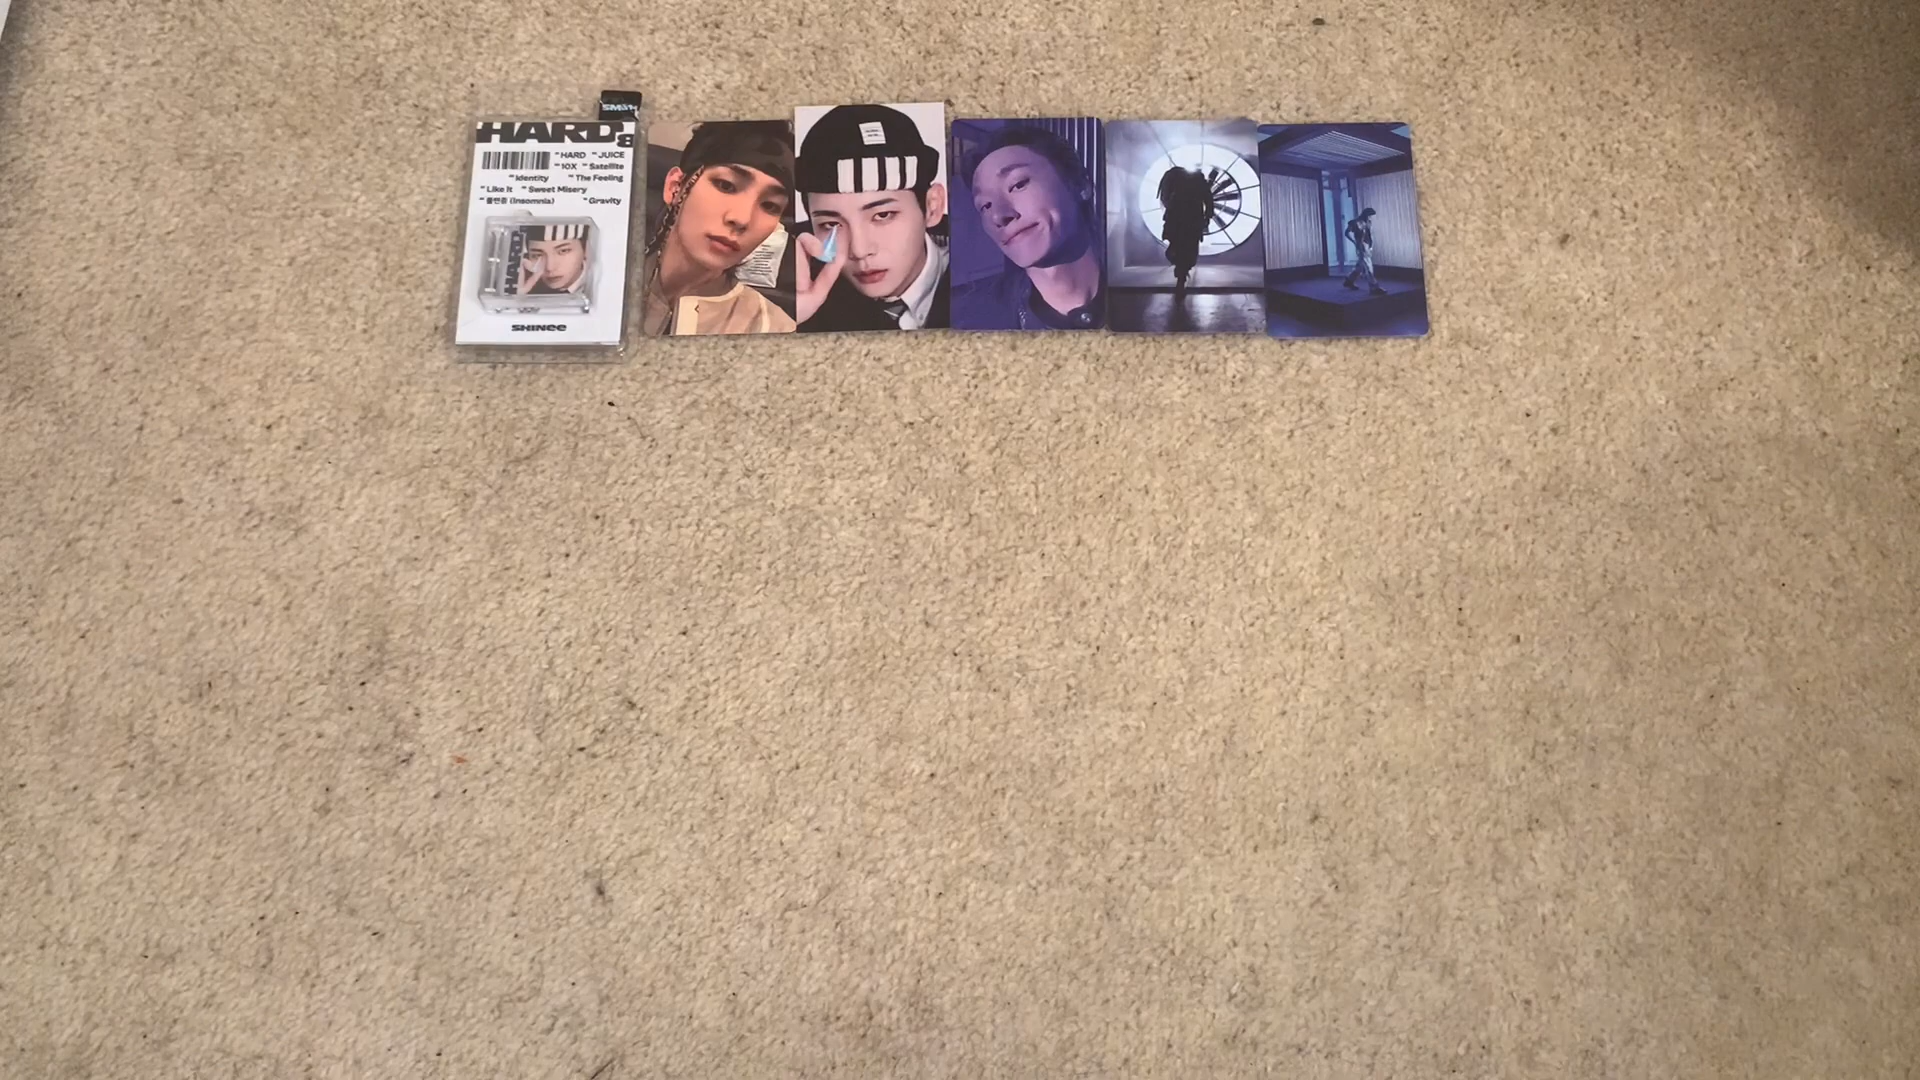 SMini
HARD
8
"HARD "JUICE
"10X "Satellite
"Identity "The Feeling
"Like It "Sweet Misery
"불면증 (Insomnia) "Gravity
HARD
SHINee